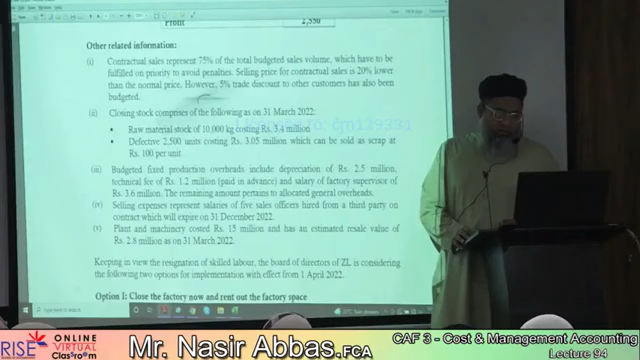 Profit 2,550
Other related information:
(i) Contractual sales represent 75% of the total budgeted sales volume, which have to be
fulfilled on priority to avoid penalties. Selling price for contractual sales is 20% lower
than the normal price. However, 5% trade discount to other customers has also been
budgeted.
(ii) Closing stock comprises of the following as on 31 March 2022:
▪ Raw material stock of 10,000 kg costing Rs. 3.4 million
▪ Defective 2,500 units costing Rs. 3.05 million which can be sold as scrap at
Rs. 100 per unit.
(iii) Budgeted fixed production overheads include depreciation of Rs. 2.5 million,
technical fee of Rs. 1.2 million (paid in advance) and salary of factory supervisor of
Rs. 3.6 million. The remaining amount pertains to allocated general overheads.
(iv) Selling expenses represent salaries of five sales officers hired from a third party on
contract which will expire on 31 December 2022.
(v) Plant and machinery costed Rs. 15 million and has an estimated resale value of
Rs. 2.8 million as on 31 March 2022.
Keeping in view the resignation of skilled labour, the board of directors of ZL is considering
the following two options for implementation with effect from 1 April 2022.
Option I: Close the factory now and rent out the factory space
RISE ONLINE
VIRTUAL
Classroom
Mr. Nasir Abbas,FCA
CAF 3 - Cost & Management Accounting
Lecture 94